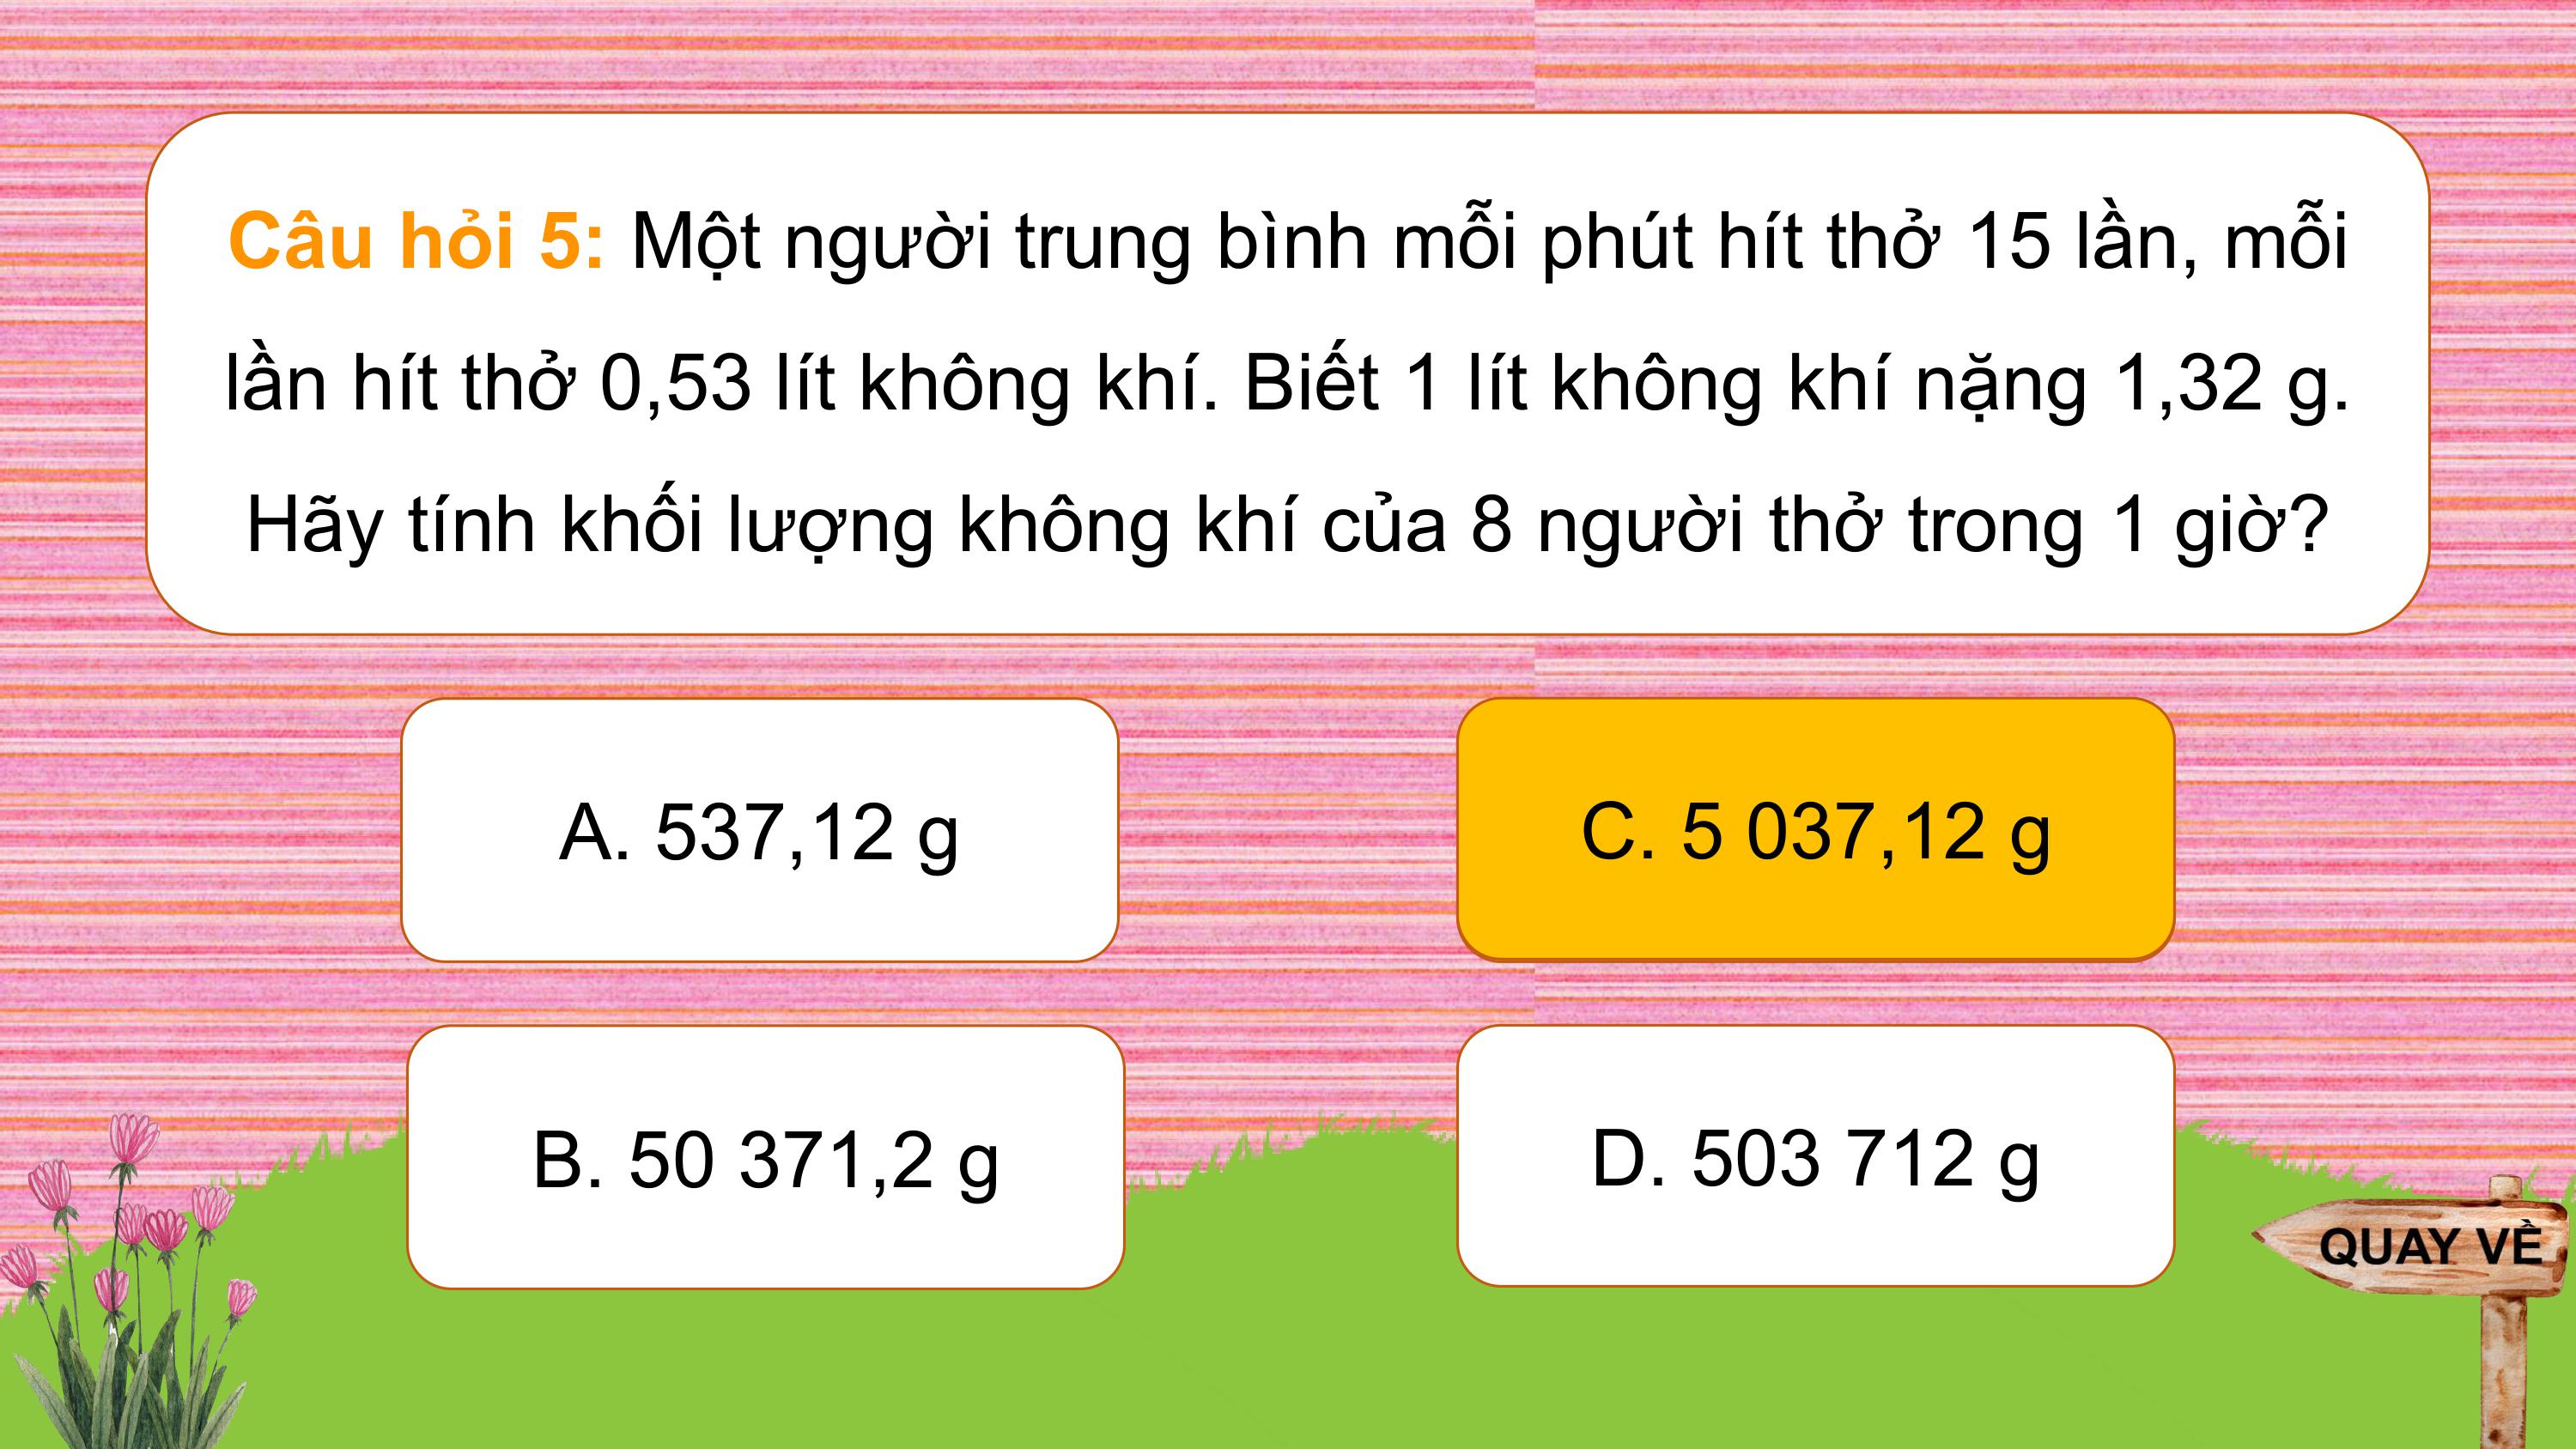 Câu hỏi 5: Một người trung bình mỗi phút hít thở 15 lần, mỗi
lần hít thở 0,53 lít không khí. Biết 1 lít không khí nặng 1,32 g.
Hãy tính khối lượng không khí của 8 người thở trong 1 giờ?
A. 537,12 g
C. 5 037,12 g
B. 50 371,2 g
D. 503 712 g
QUAY VỀ